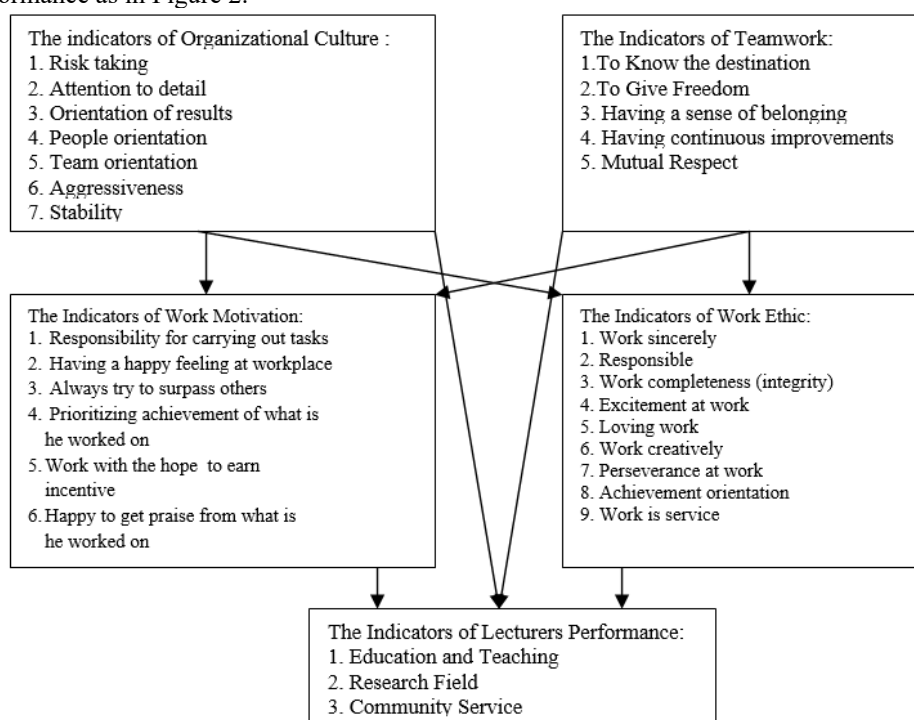 ormance as in Figure 2.
The indicators of Organizational Culture :
1. Risk taking
2. Attention to detail
3. Orientation of results
4. People orientation
5. Team orientation
6. Aggressiveness
7. Stability
The Indicators of Teamwork:
1.To Know the destination
2.To Give Freedom
3. Having a sense of belonging
4. Having continuous improvements
5. Mutual Respect
The Indicators of Work Motivation:
1. Responsibility for carrying out tasks
2. Having a happy feeling at workplace
3. Always try to surpass others
4. Prioritizing achievement of what is
he worked on
5. Work with the hope to earn
incentive
6. Happy to get praise from what is
he worked on
The Indicators of Work Ethic:
1. Work sincerely
2. Responsible
3. Work completeness (integrity)
4. Excitement at work
5. Loving work
6. Work creatively
7. Perseverance at work
8. Achievement orientation
9. Work is service
The Indicators of Lecturers Performance:
1. Education and Teaching
2. Research Field
3. Community Service